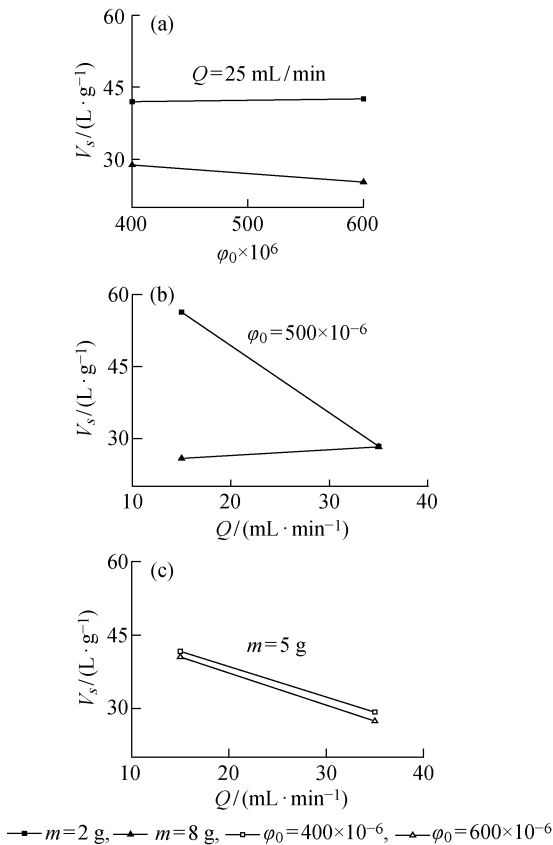 60
(a)
Q=25 mL/min
45
30
Vs/(L·g⁻¹)
400 500 600
φ₀×10⁶
60
(b)
φ₀=500×10⁻⁶
45
30
Vs/(L·g⁻¹)
10 20 30 40
Q/(mL·min⁻¹)
60
(c)
45
m=5 g
30
Vs/(L·g⁻¹)
10 20 30 40
Q/(mL·min⁻¹)
m=2 g, m=8 g, φ₀=400×10⁻⁶, φ₀=600×10⁻⁶